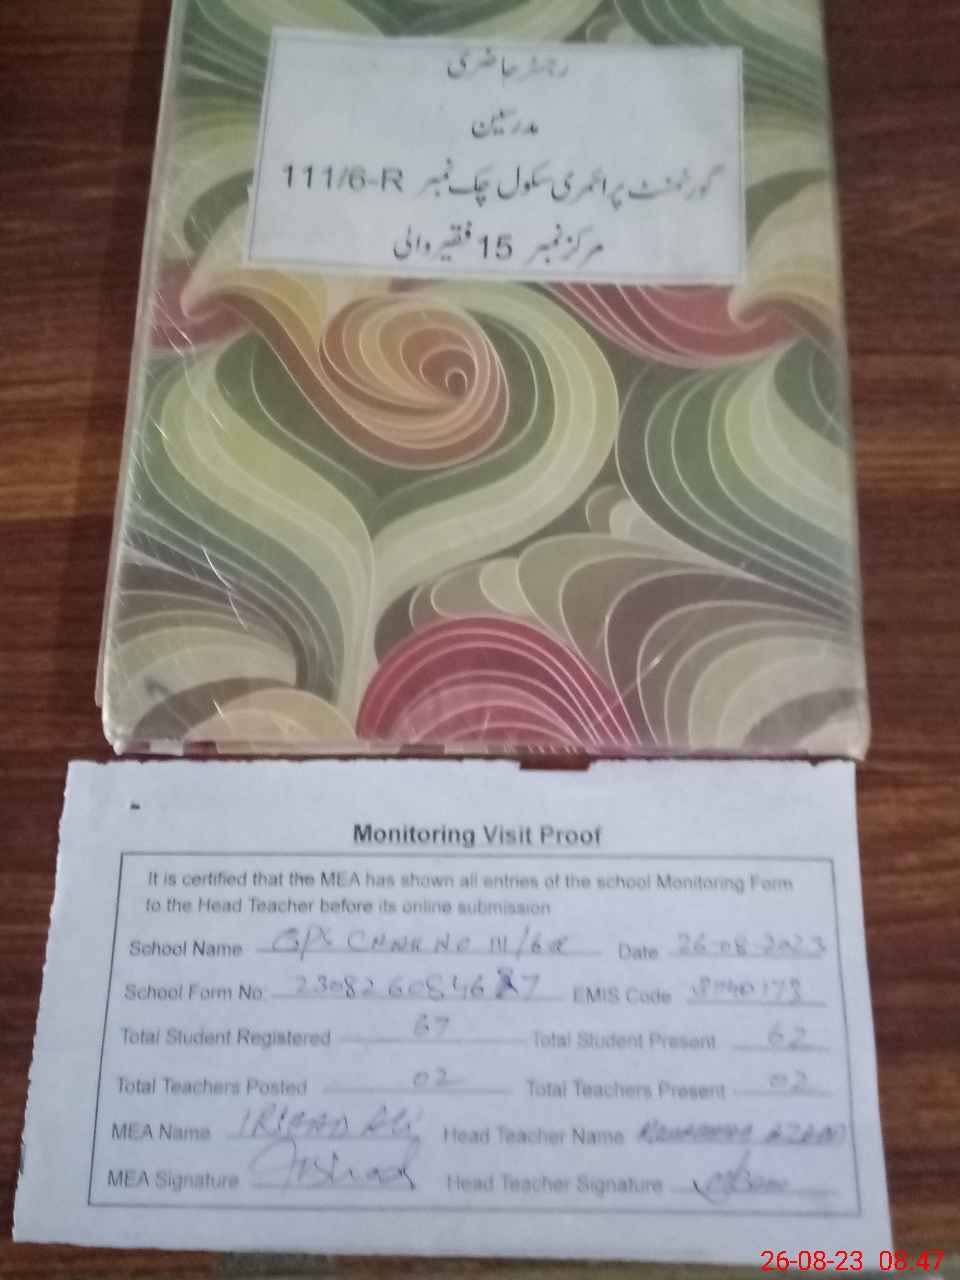 رجسٹر حاضری
مدرسین
گورنمنٹ پرائمری سکول چک نمبر 111/6-R
مرکز نمبر 15 فقیر والی
Monitoring Visit Proof
It is certified that the MEA has shown all entries of the school Monitoring Form
to the Head Teacher before its online submission
School Name GPS CHAK NO 111/6R Date 26-08-2023
School Form No. EMIS Code
Total Student Registered 67 Total Student Present 62
Total Teachers Posted 02 Total Teachers Present 02
MEA Name IRSHAD Ali Head Teacher Name AZAM
MEA Signature Irshad Head Teacher Signature
26-08-23 08:47